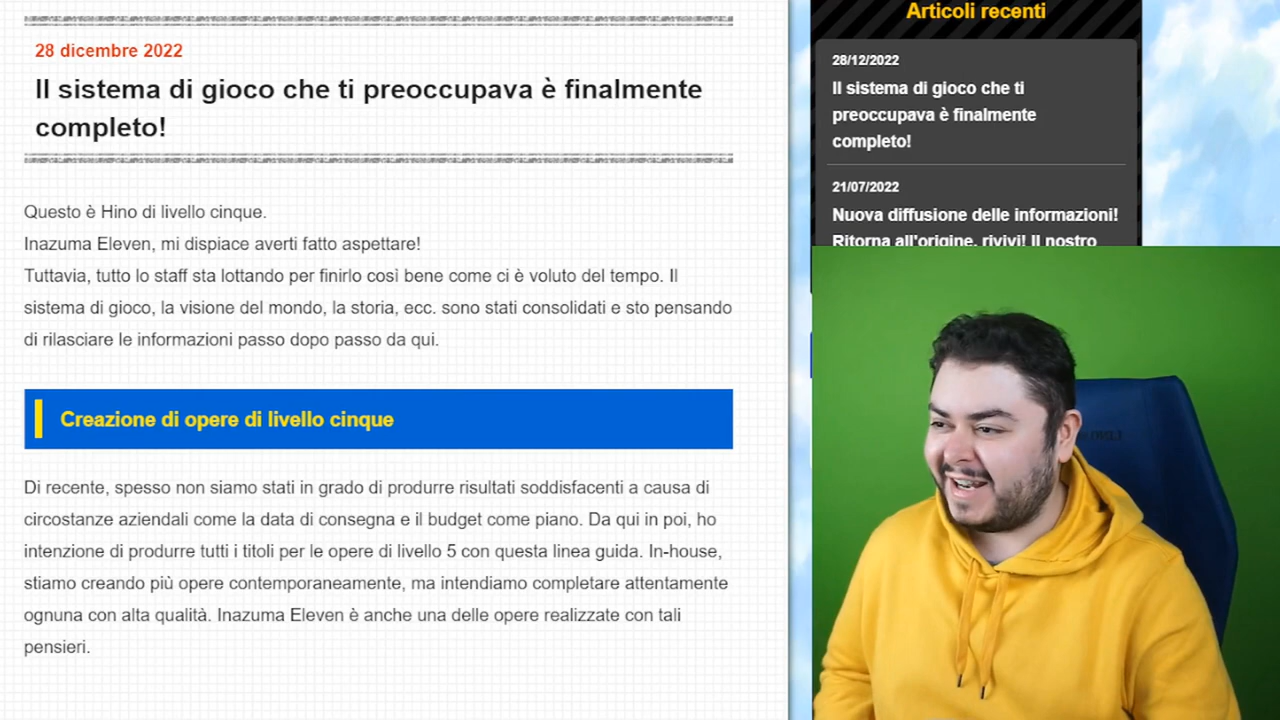 28 dicembre 2022
Il sistema di gioco che ti preoccupava è finalmente
completo!
Questo è Hino di livello cinque.
Inazuma Eleven, mi dispiace averti fatto aspettare!
Tuttavia, tutto lo staff sta lottando per finirlo così bene come ci è voluto del tempo. Il
sistema di gioco, la visione del mondo, la storia, ecc. sono stati consolidati e sto pensando
di rilasciare le informazioni passo dopo passo da qui.
Creazione di opere di livello cinque
Di recente, spesso non siamo stati in grado di produrre risultati soddisfacenti a causa di
circostanze aziendali come la data di consegna e il budget come piano. Da qui in poi, ho
intenzione di produrre tutti i titoli per le opere di livello 5 con questa linea guida. In-house,
stiamo creando più opere contemporaneamente, ma intendiamo completare attentamente
ognuna con alta qualità. Inazuma Eleven è anche una delle opere realizzate con tali
pensieri.
Articoli recenti
28/12/2022
Il sistema di gioco che ti
preoccupava è finalmente
completo!
21/07/2022
Nuova diffusione delle informazioni!
Ritorna all'origine, rivivi! Il nostro